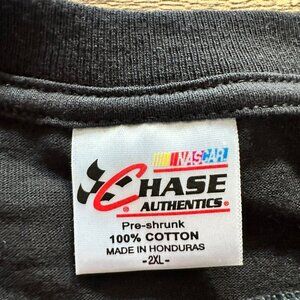 NASCAR
CHASE
AUTHENTICS®
Pre-shrunk
100% COTTON
MADE IN HONDURAS
-2XL-